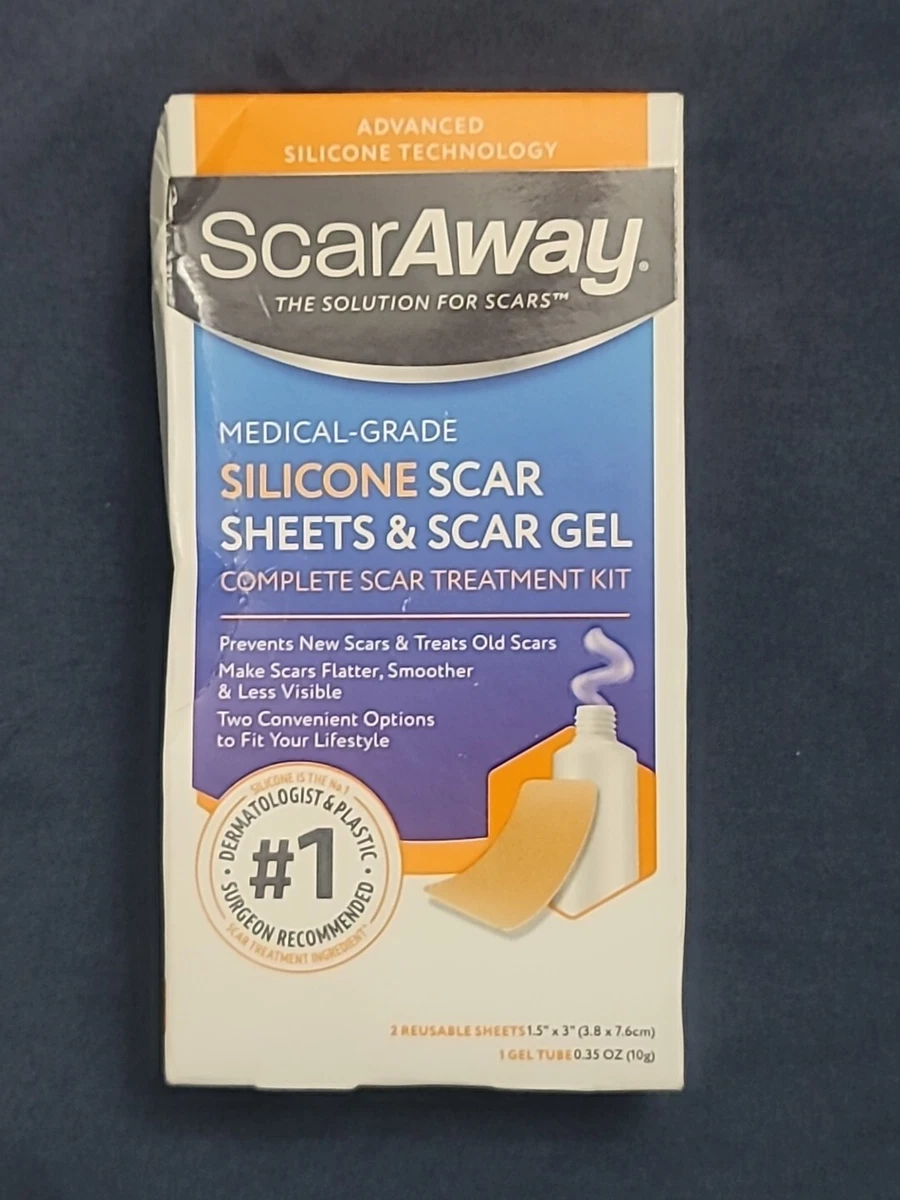 ADVANCED
SILICONE TECHNOLOGY
ScarAway®
THE SOLUTION FOR SCARS™
MEDICAL-GRADE
SILICONE SCAR
SHEETS & SCAR GEL
COMPLETE SCAR TREATMENT KIT
Prevents New Scars & Treats Old Scars
Make Scars Flatter, Smoother
& Less Visible
Two Convenient Options
to Fit Your Lifestyle
SILICONE IS THE No.1
DERMATOLOGIST & PLASTIC
#1
SURGEON RECOMMENDED
SCAR TREATMENT INGREDIENT*
2 REUSABLE SHEETS 1.5" x 3" (3.8 x 7.6cm)
1 GEL TUBE 0.35 OZ (10g)